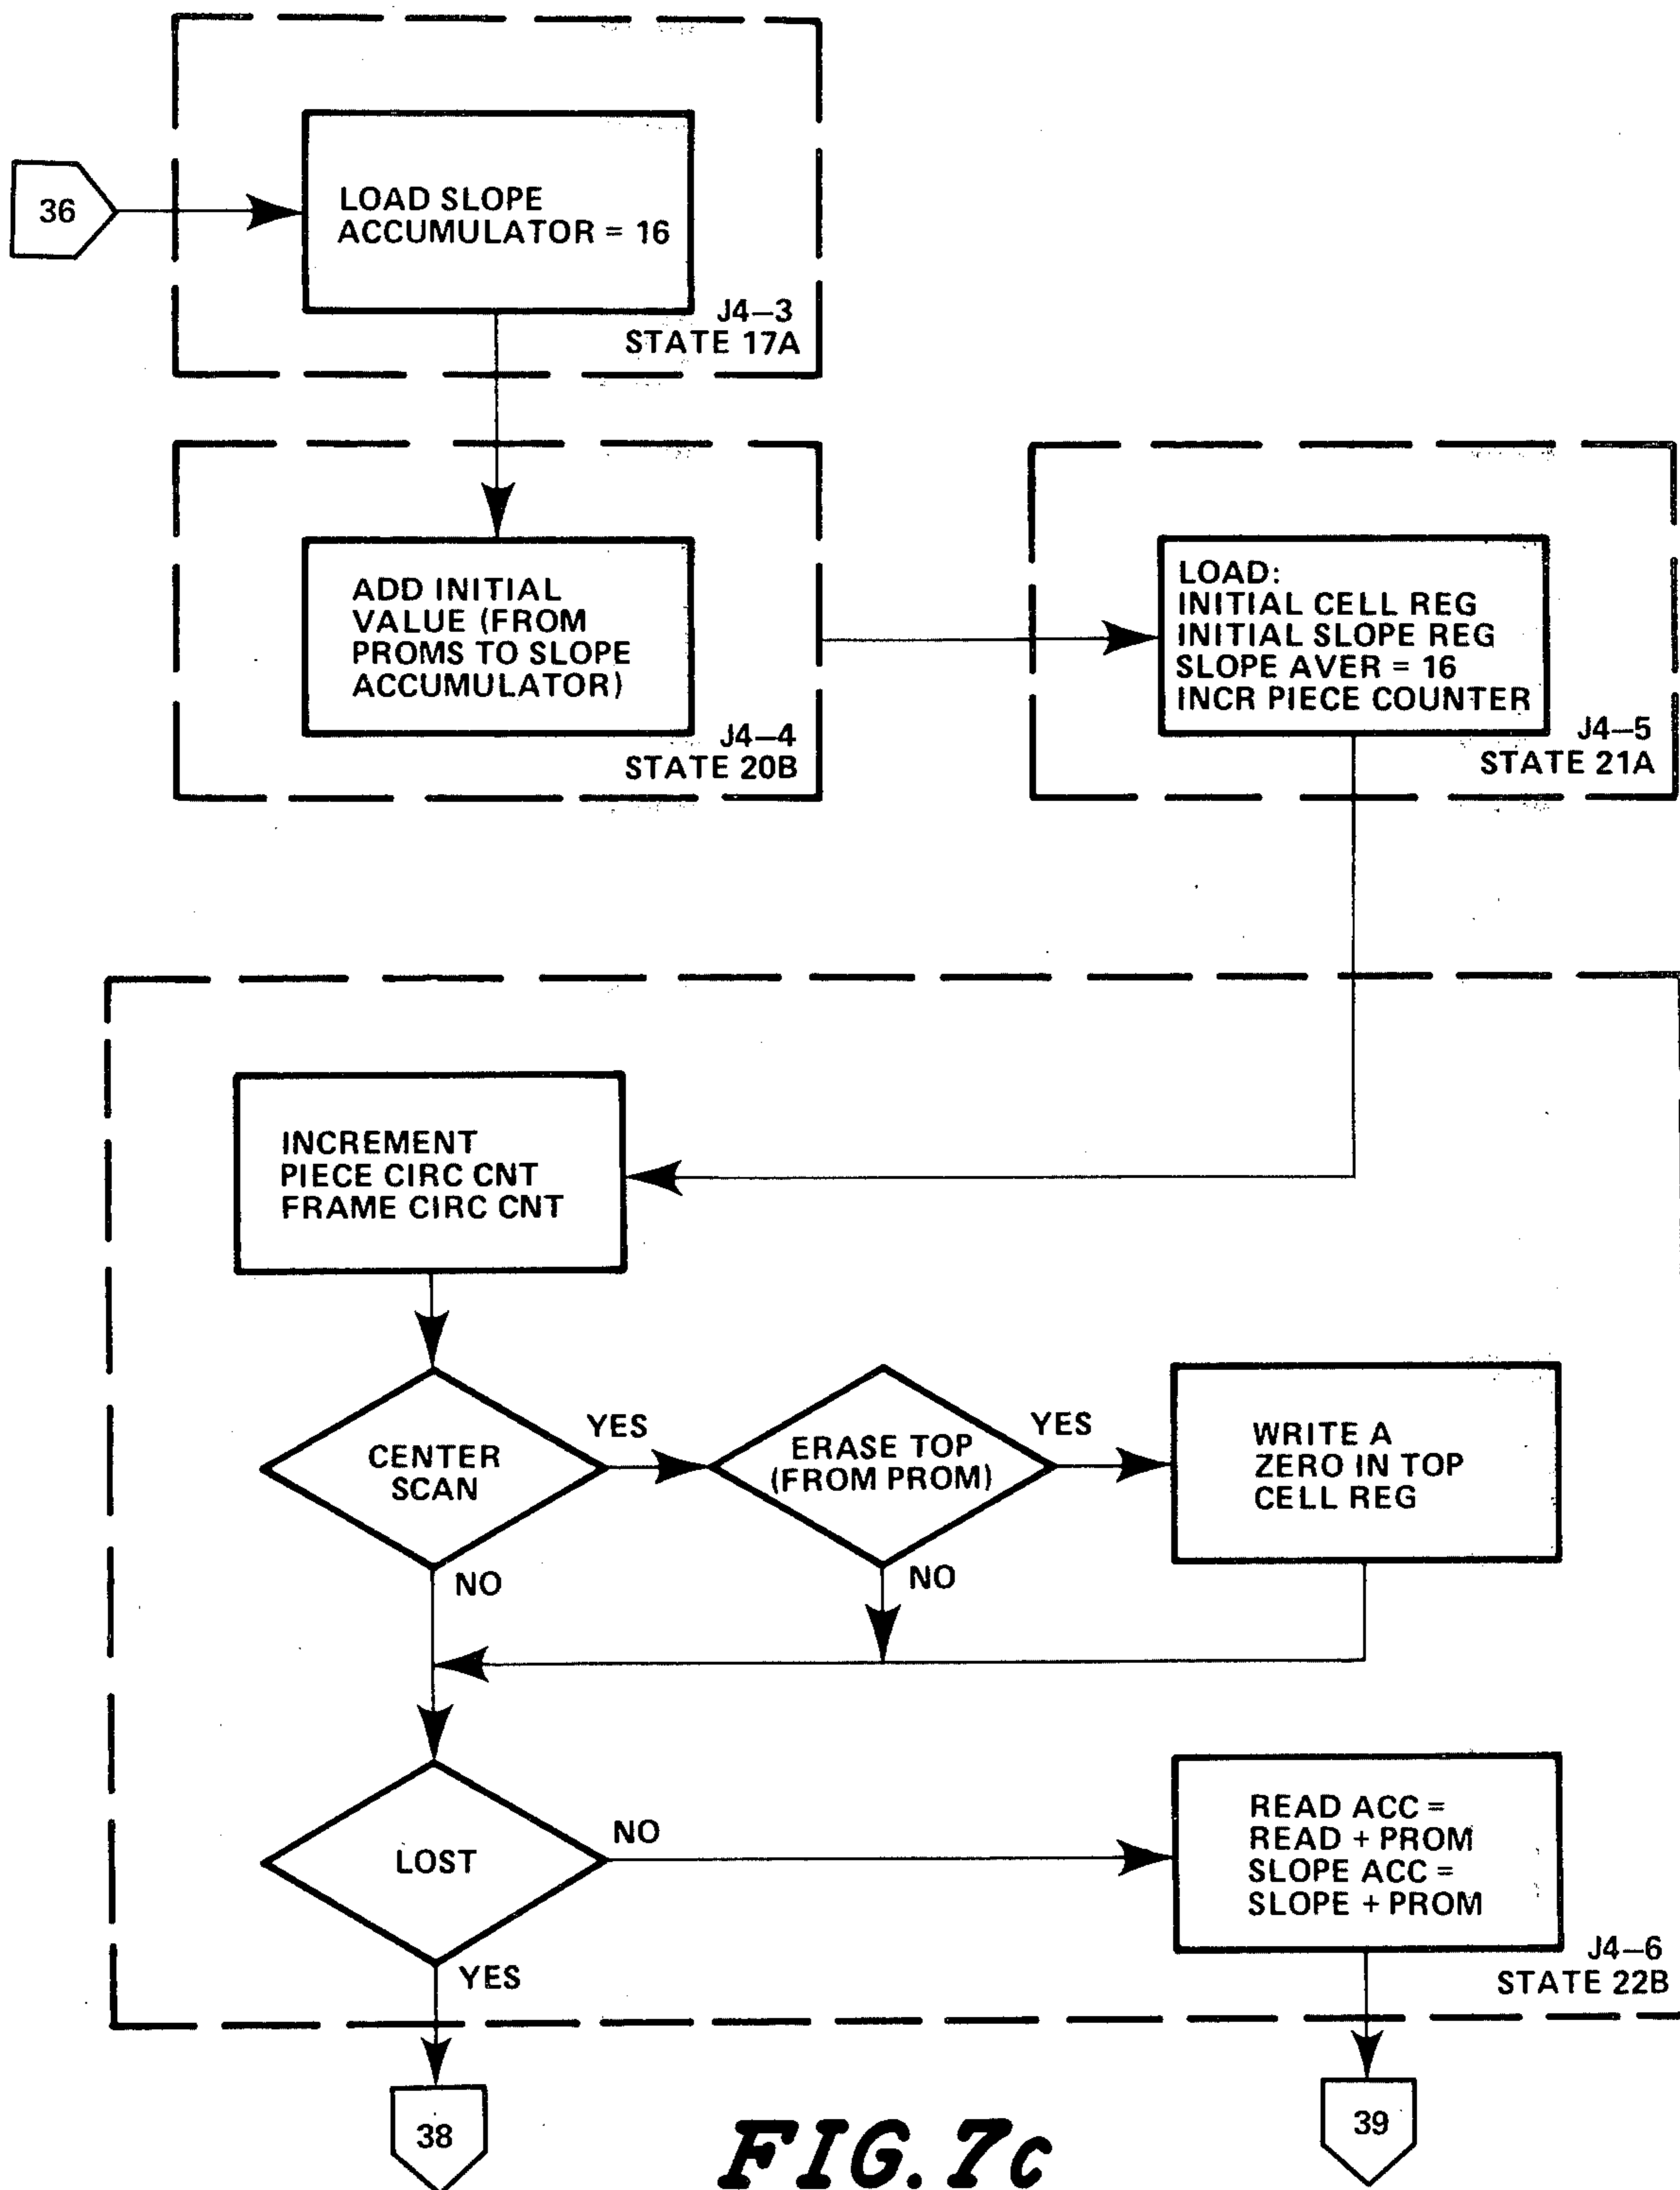 36
LOAD SLOPE
ACCUMULATOR = 16
J4-3
STATE 17A
ADD INITIAL
VALUE (FROM
PROMS TO SLOPE
ACCUMULATOR)
J4-4
STATE 20B
LOAD:
INITIAL CELL REG
INITIAL SLOPE REG
SLOPE AVER = 16
INCR PIECE COUNTER
J4-5
STATE 21A
INCREMENT
PIECE CIRC CNT
FRAME CIRC CNT
CENTER
SCAN
YES
NO
ERASE TOP
(FROM PROM)
YES
NO
WRITE A
ZERO IN TOP
CELL REG
LOST
NO
YES
READ ACC =
READ + PROM
SLOPE ACC =
SLOPE + PROM
J4-6
STATE 22B
38
39
FIG. 7c